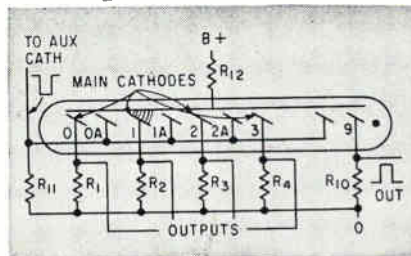 TO AUX
CATH
B+
R12
MAIN CATHODES
0 0A 1 1A 2 2A 3 9
R11 R1 R2 R3 R4 R10
OUT
OUTPUTS
0